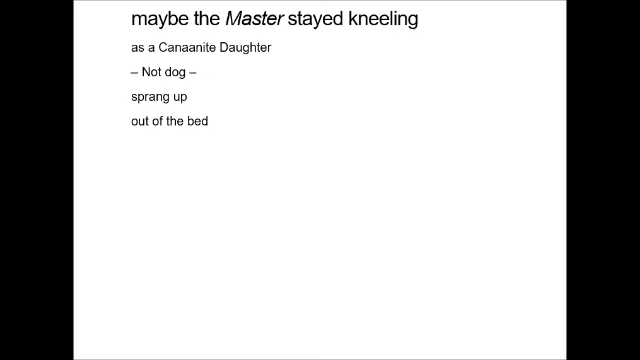 maybe the Master stayed kneeling
as a Canaanite Daughter
– Not dog –
sprang up
out of the bed